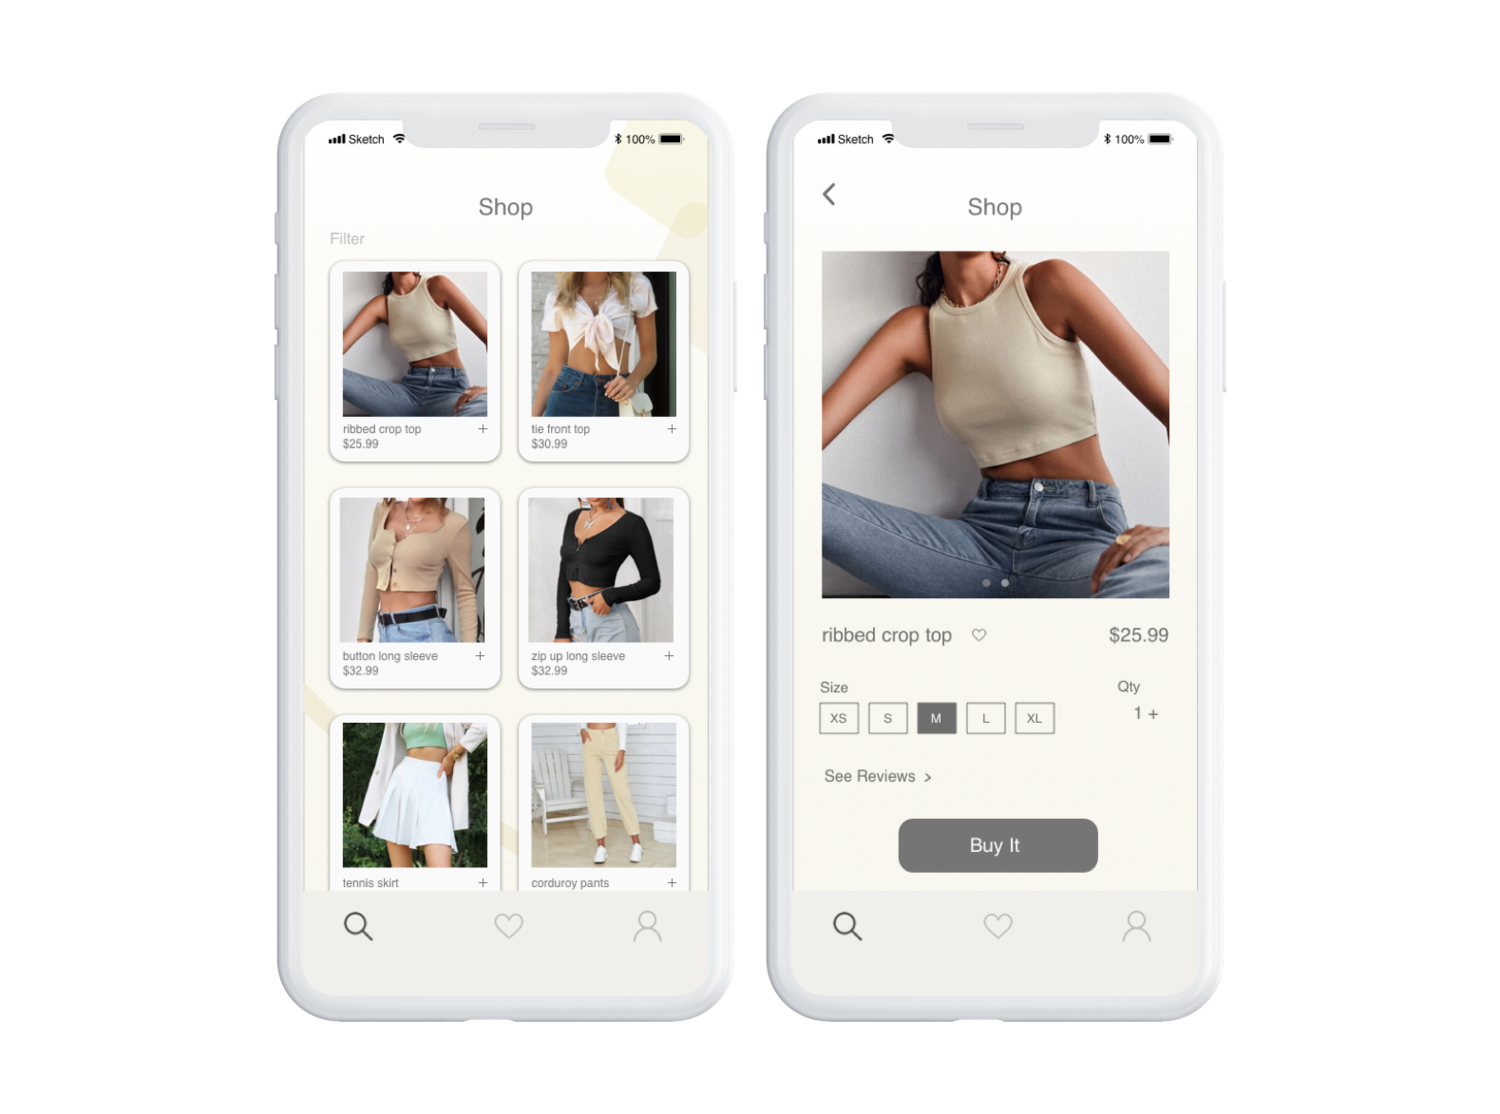 Sketch 100%
Shop
Filter
ribbed crop top +
$25.99
tie front top +
$30.99
button long sleeve +
$32.99
zip up long sleeve +
$32.99
tennis skirt +
corduroy pants +
Sketch 100%
Shop
ribbed crop top $25.99
Size Qty
XS S M L XL 1 +
See Reviews >
Buy It